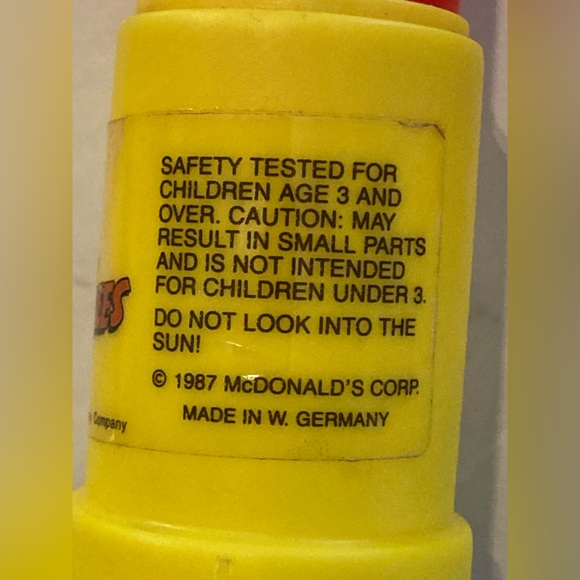 SAFETY TESTED FOR
CHILDREN AGE 3 AND
OVER. CAUTION: MAY
RESULT IN SMALL PARTS
AND IS NOT INTENDED
FOR CHILDREN UNDER 3.
DO NOT LOOK INTO THE
SUN!
© 1987 McDONALD'S CORP.
MADE IN W. GERMANY
Company